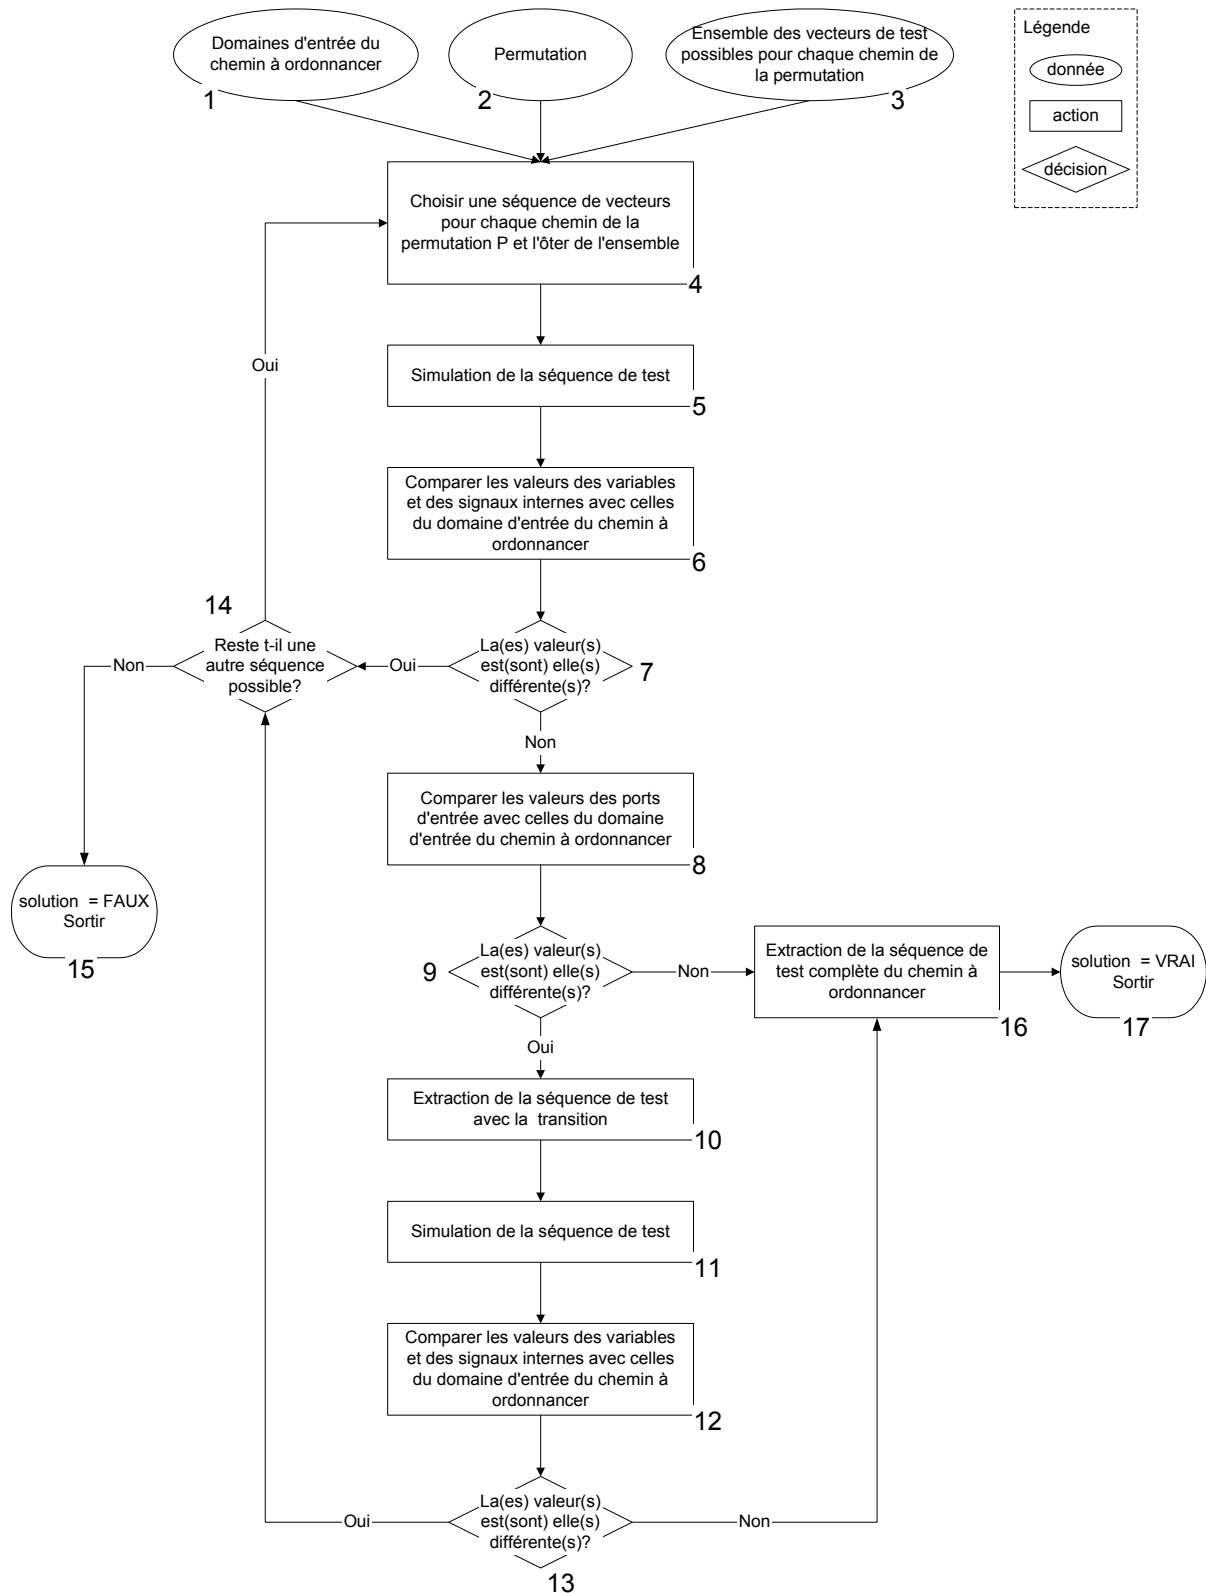 Domaines d'entrée du
chemin à ordonnancer
1
Permutation
2
Ensemble des vecteurs de test
possibles pour chaque chemin de
la permutation
3
Légende
donnée
action
décision
Choisir une séquence de vecteurs
pour chaque chemin de la
permutation P et l'ôter de l'ensemble
4
Oui
Simulation de la séquence de test
5
Comparer les valeurs des variables
et des signaux internes avec celles
du domaine d'entrée du chemin à
ordonnancer
6
14
Reste t-il une
autre séquence
possible?
Non
Oui
La(es) valeur(s)
est(sont) elle(s)
différente(s)?
7
Non
Comparer les valeurs des ports
d'entrée avec celles du domaine
d'entrée du chemin à ordonnancer
8
solution = FAUX
Sortir
15
9
La(es) valeur(s)
est(sont) elle(s)
différente(s)?
Non
Extraction de la séquence de
test complète du chemin à
ordonnancer
16
solution = VRAI
Sortir
17
Oui
Extraction de la séquence de test
avec la transition
10
Simulation de la séquence de test
11
Comparer les valeurs des variables
et des signaux internes avec celles
du domaine d'entrée du chemin à
ordonnancer
12
Oui
La(es) valeur(s)
est(sont) elle(s)
différente(s)?
Non
13